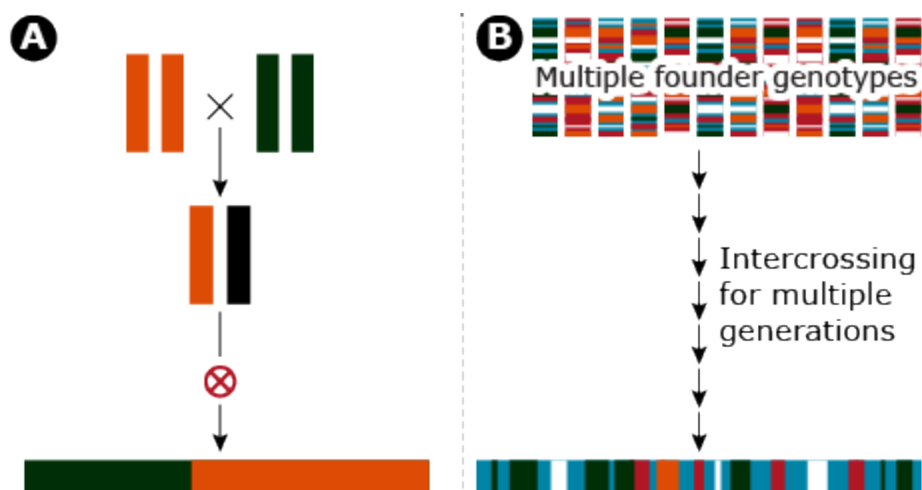 A
B
Multiple founder genotypes
Intercrossing
for multiple
generations